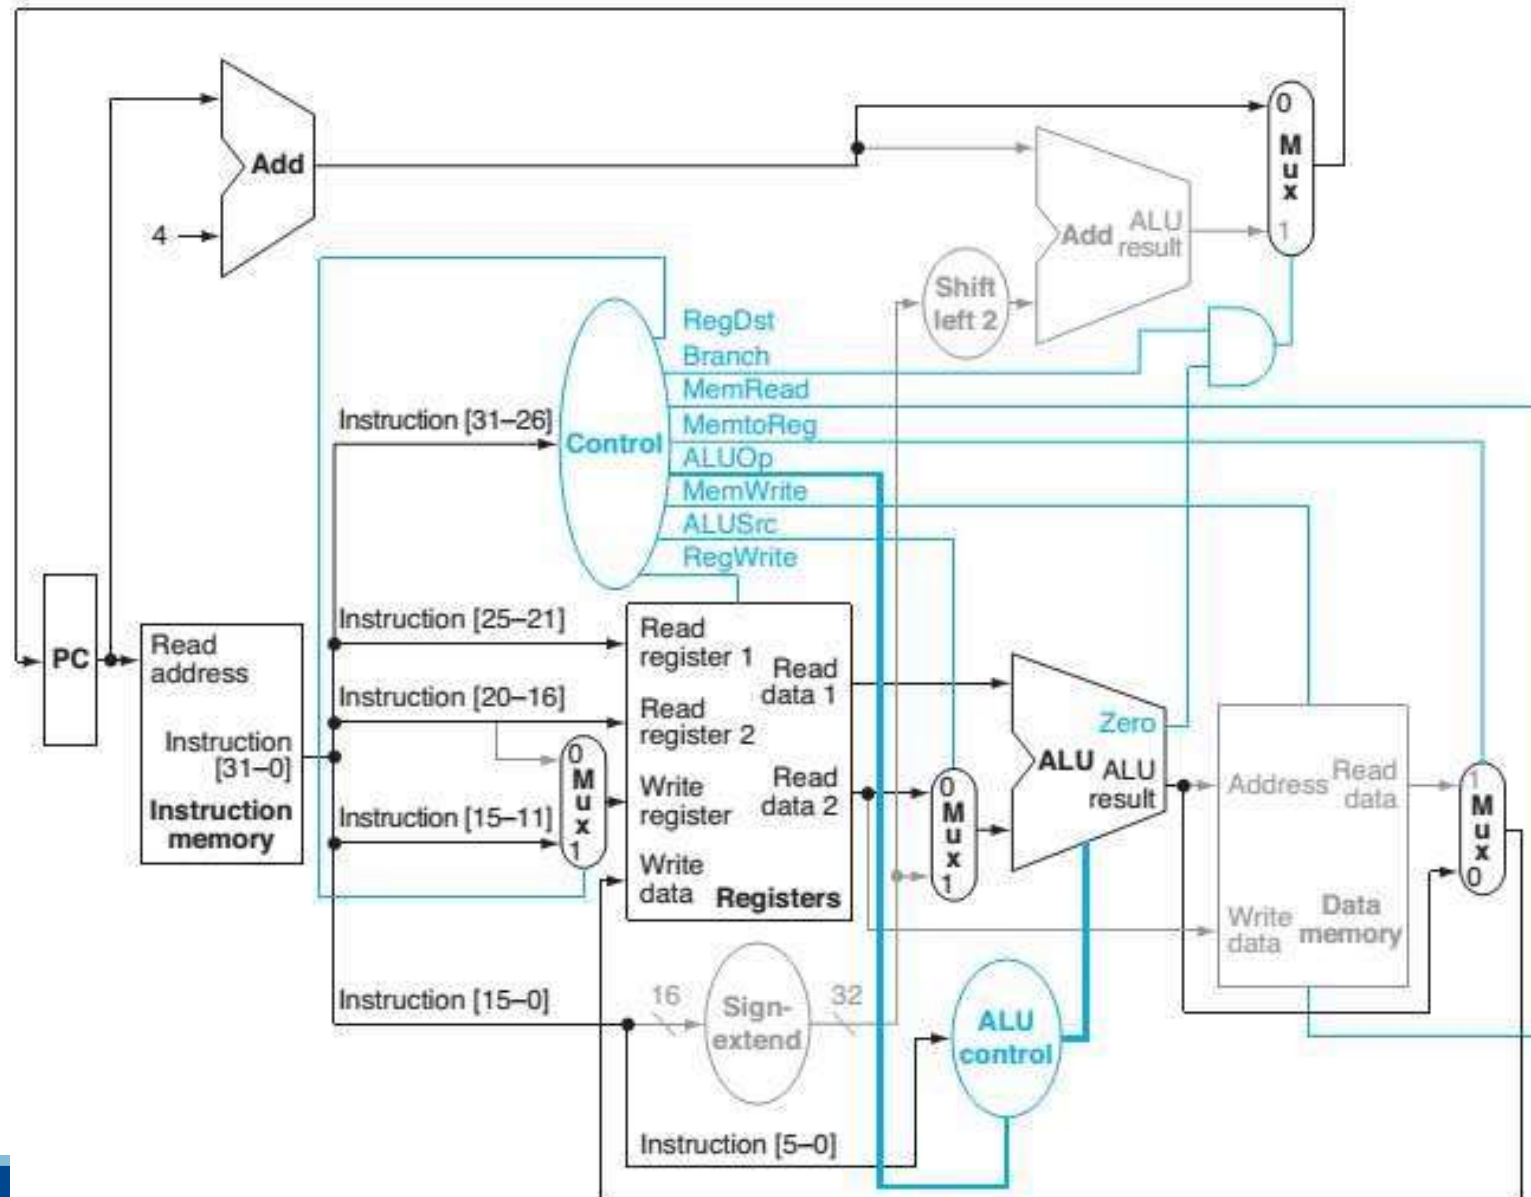 0
M
u
x
1
Add
4
Add
ALU
result
Shift
left 2
RegDst
Branch
MemRead
MemtoReg
ALUOp
MemWrite
ALUSrc
RegWrite
Instruction [31–26]
Control
PC
Read
address
Instruction
[31–0]
Instruction
memory
Instruction [25–21]
Instruction [20–16]
Instruction [15–11]
Instruction [15–0]
0
M
u
x
1
Read
register 1
Read
register 2
Write
register
Write
data
Read
data 1
Read
data 2
Registers
0
M
u
x
1
Zero
ALU
ALU
result
Address
Read
data
Write
data
Data
memory
1
M
u
x
0
16
Sign-
extend
32
ALU
control
Instruction [5–0]